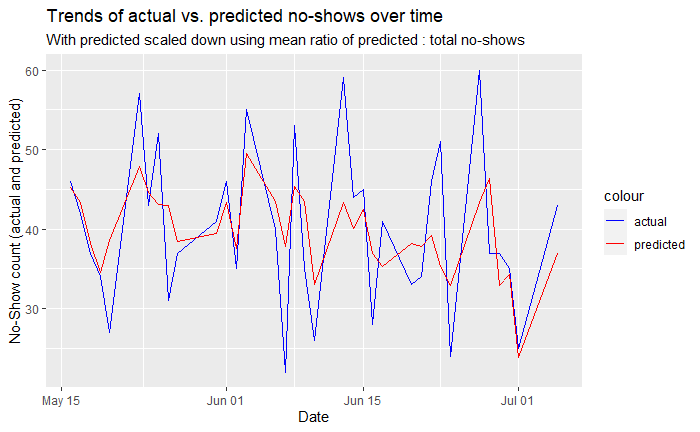 Trends of actual vs. predicted no-shows over time
With predicted scaled down using mean ratio of predicted : total no-shows
No-Show count (actual and predicted)
60
50
40
30
May 15
Jun 01
Jun 15
Jul 01
Date
colour
actual
predicted